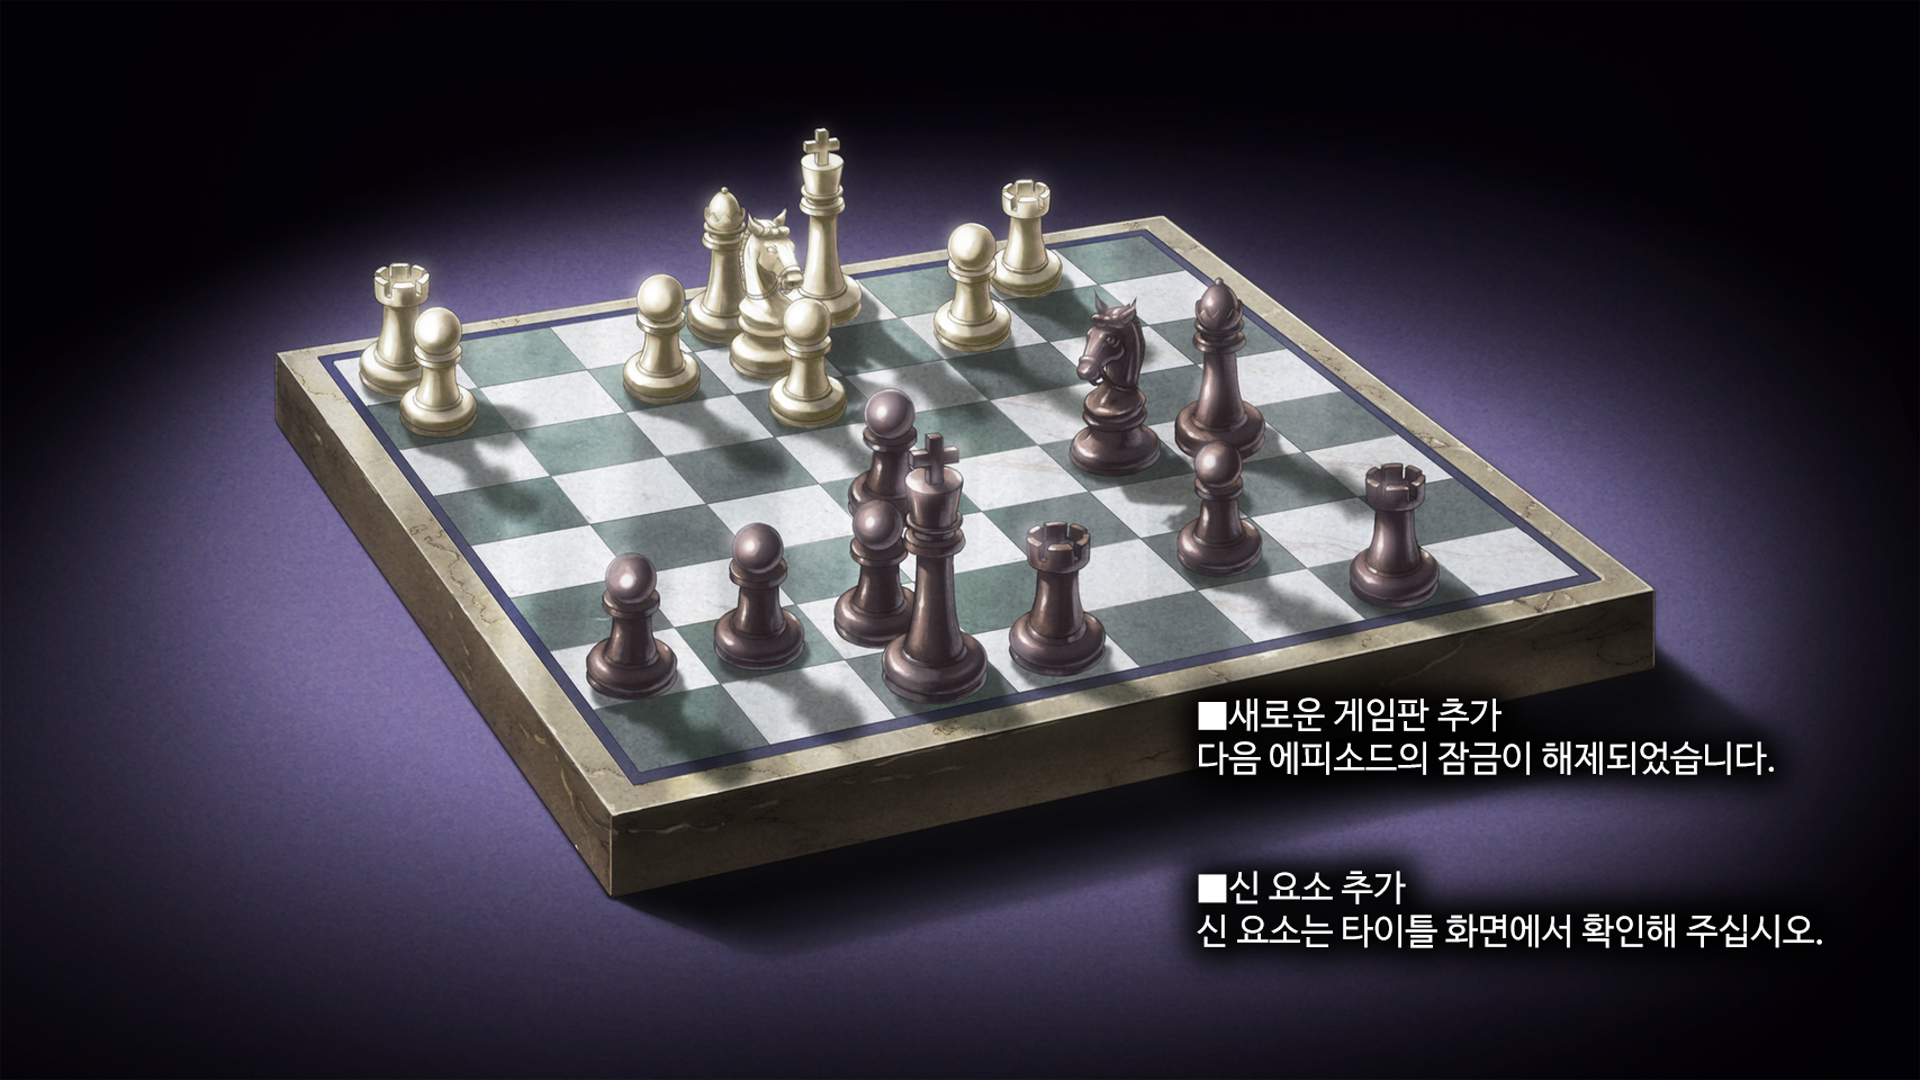 ■새로운 게임판 추가
다음 에피소드의 잠금이 해제되었습니다.
■신 요소 추가
신 요소는 타이틀 화면에서 확인해 주십시오.